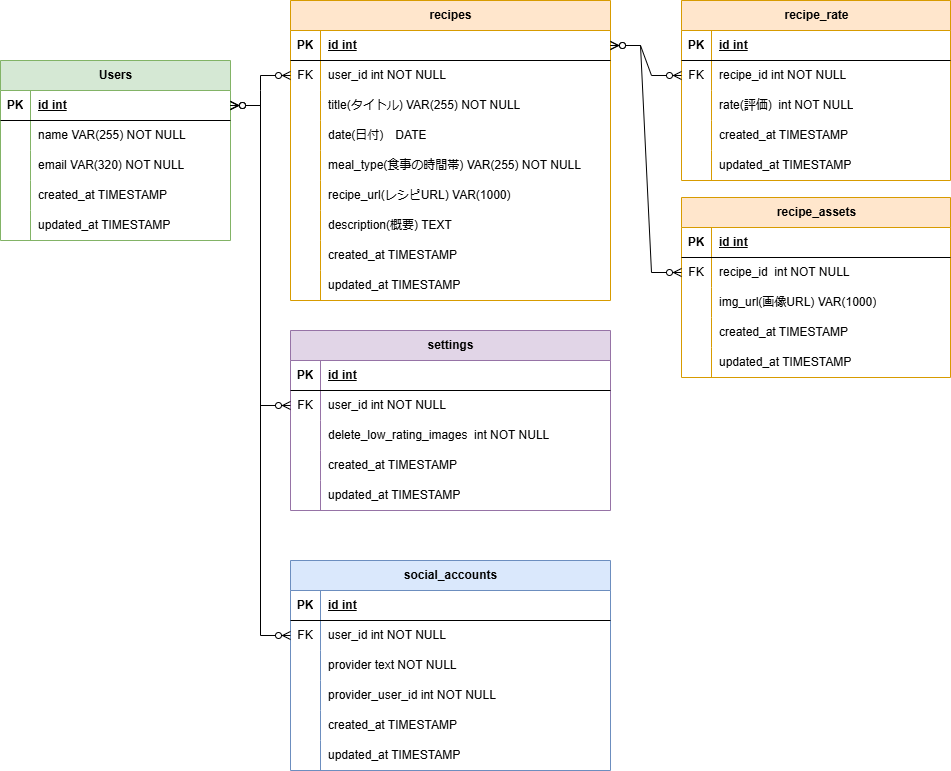 Users
PK id int
name VAR(255) NOT NULL
email VAR(320) NOT NULL
created_at TIMESTAMP
updated_at TIMESTAMP
recipes
PK id int
FK user_id int NOT NULL
title(タイトル) VAR(255) NOT NULL
date(日付)　DATE
meal_type(食事の時間帯) VAR(255) NOT NULL
recipe_url(レシピURL) VAR(1000)
description(概要) TEXT
created_at TIMESTAMP
updated_at TIMESTAMP
recipe_rate
PK id int
FK recipe_id int NOT NULL
rate(評価) int NOT NULL
created_at TIMESTAMP
updated_at TIMESTAMP
recipe_assets
PK id int
FK recipe_id int NOT NULL
img_url(画像URL) VAR(1000)
created_at TIMESTAMP
updated_at TIMESTAMP
settings
PK id int
FK user_id int NOT NULL
delete_low_rating_images int NOT NULL
created_at TIMESTAMP
updated_at TIMESTAMP
social_accounts
PK id int
FK user_id int NOT NULL
provider text NOT NULL
provider_user_id int NOT NULL
created_at TIMESTAMP
updated_at TIMESTAMP